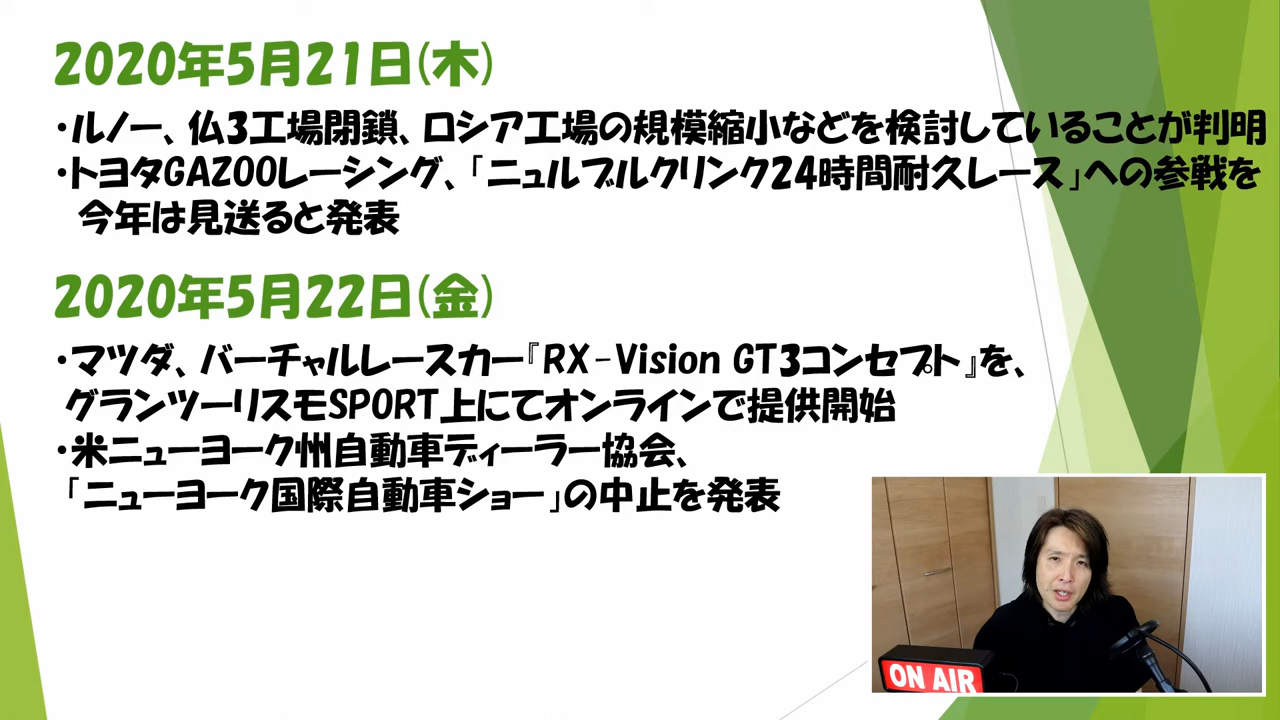 2020年5月21日(木)
・ルノー、仏3工場閉鎖、ロシア工場の規模縮小などを検討していることが判明
・トヨタGAZOOレーシング、「ニュルブルクリンク24時間耐久レース」への参戦を
今年は見送ると発表
2020年5月22日(金)
・マツダ、バーチャルレースカー『RX-Vision GT3コンセプト』を、
グランツーリスモSPORT上にてオンラインで提供開始
・米ニューヨーク州自動車ディーラー協会、
「ニューヨーク国際自動車ショー」の中止を発表
ON AIR